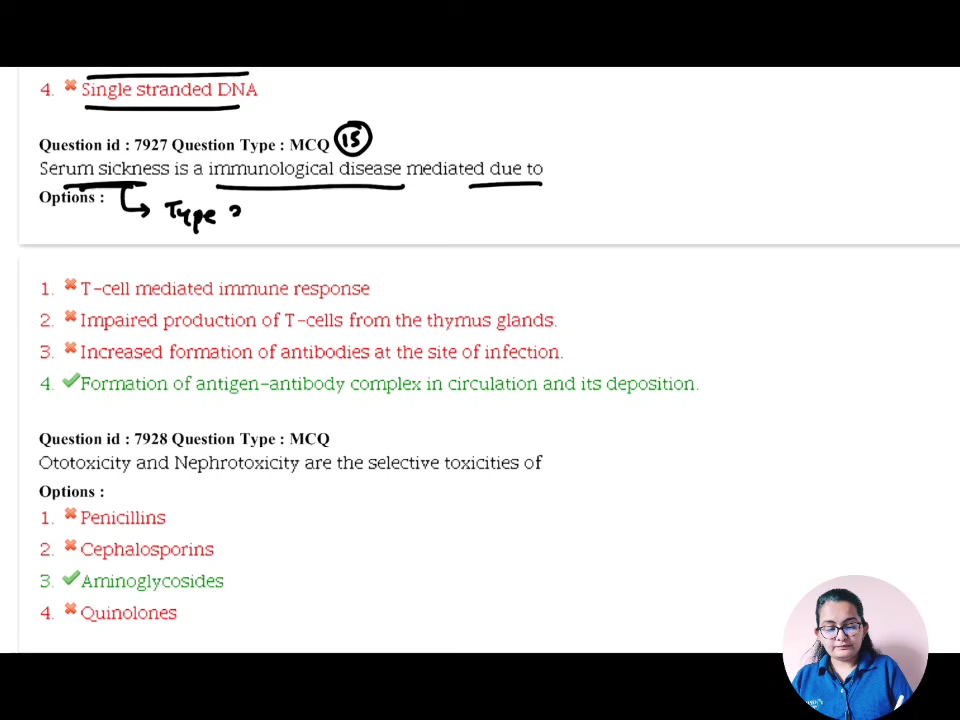 4. Single stranded DNA
Question id : 7927 Question Type : MCQ 15
Serum sickness is a immunological disease mediated due to
Options :
Type
1. T-cell mediated immune response
2. Impaired production of T-cells from the thymus glands.
3. Increased formation of antibodies at the site of infection.
4. Formation of antigen-antibody complex in circulation and its deposition.
Question id : 7928 Question Type : MCQ
Ototoxicity and Nephrotoxicity are the selective toxicities of
Options :
1. Penicillins
2. Cephalosporins
3. Aminoglycosides
4. Quinolones